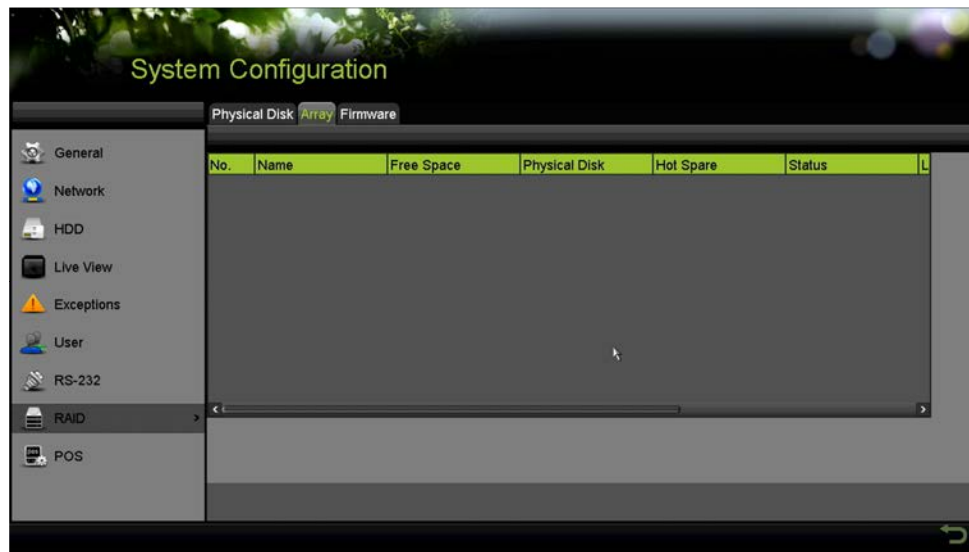 System Configuration
Physical Disk Array Firmware
General
Network
HDD
Live View
Exceptions
User
RS-232
RAID
POS
No. Name Free Space Physical Disk Hot Spare Status L